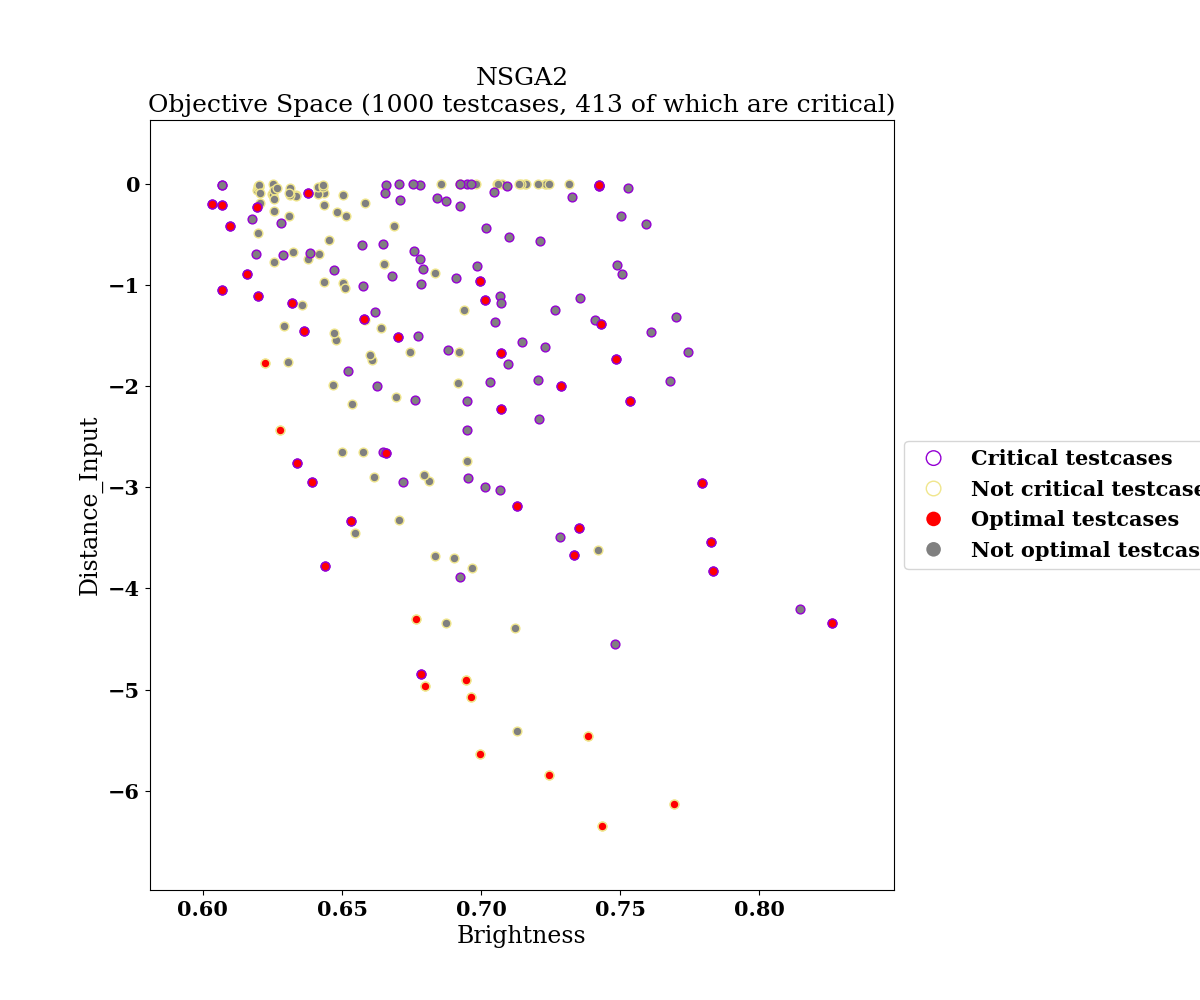 NSGA2
Objective Space (1000 testcases, 413 of which are critical)
0
−1
−2
−3
−4
−5
−6
Distance_Input
0.60 0.65 0.70 0.75 0.80
Brightness
Critical testcases
Not critical testcase
Optimal testcases
Not optimal testcas